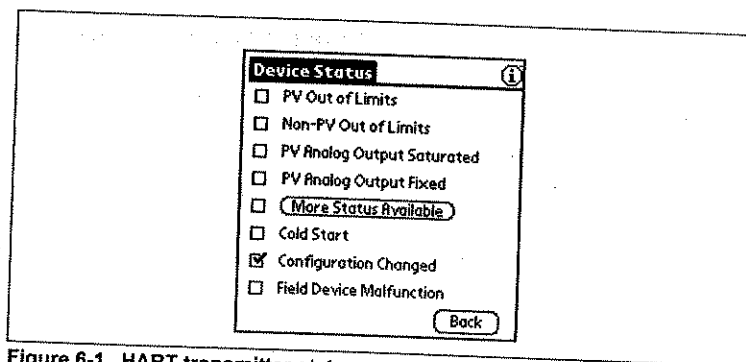 Device Status
PV Out of Limits
Non-PV Out of Limits
PV Analog Output Saturated
PV Analog Output Fixed
More Status Available
Cold Start
Configuration Changed
Field Device Malfunction
Back
Figure 6-1 HART